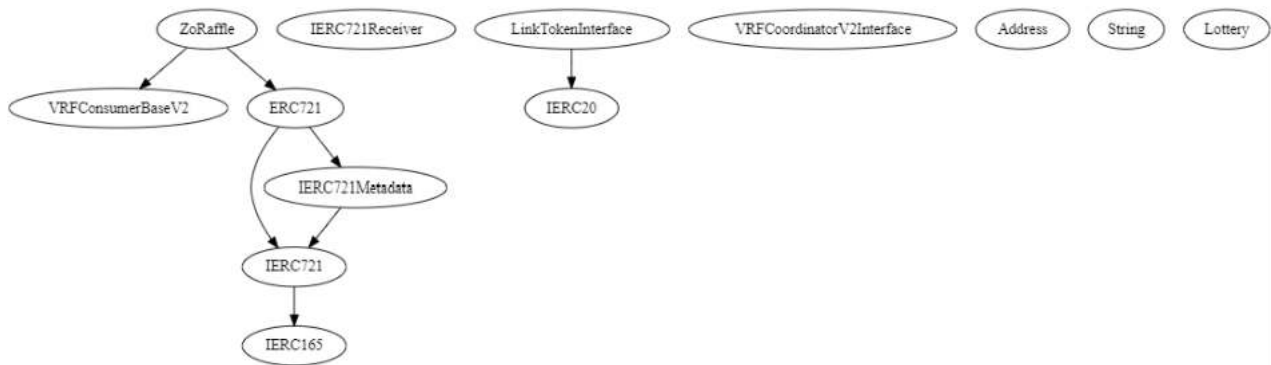 ZoRaffle IERC721Receiver LinkTokenInterface VRFCoordinatorV2Interface Address String Lottery
VRFConsumerBaseV2 ERC721 IERC20
IERC721Metadata
IERC721
IERC165